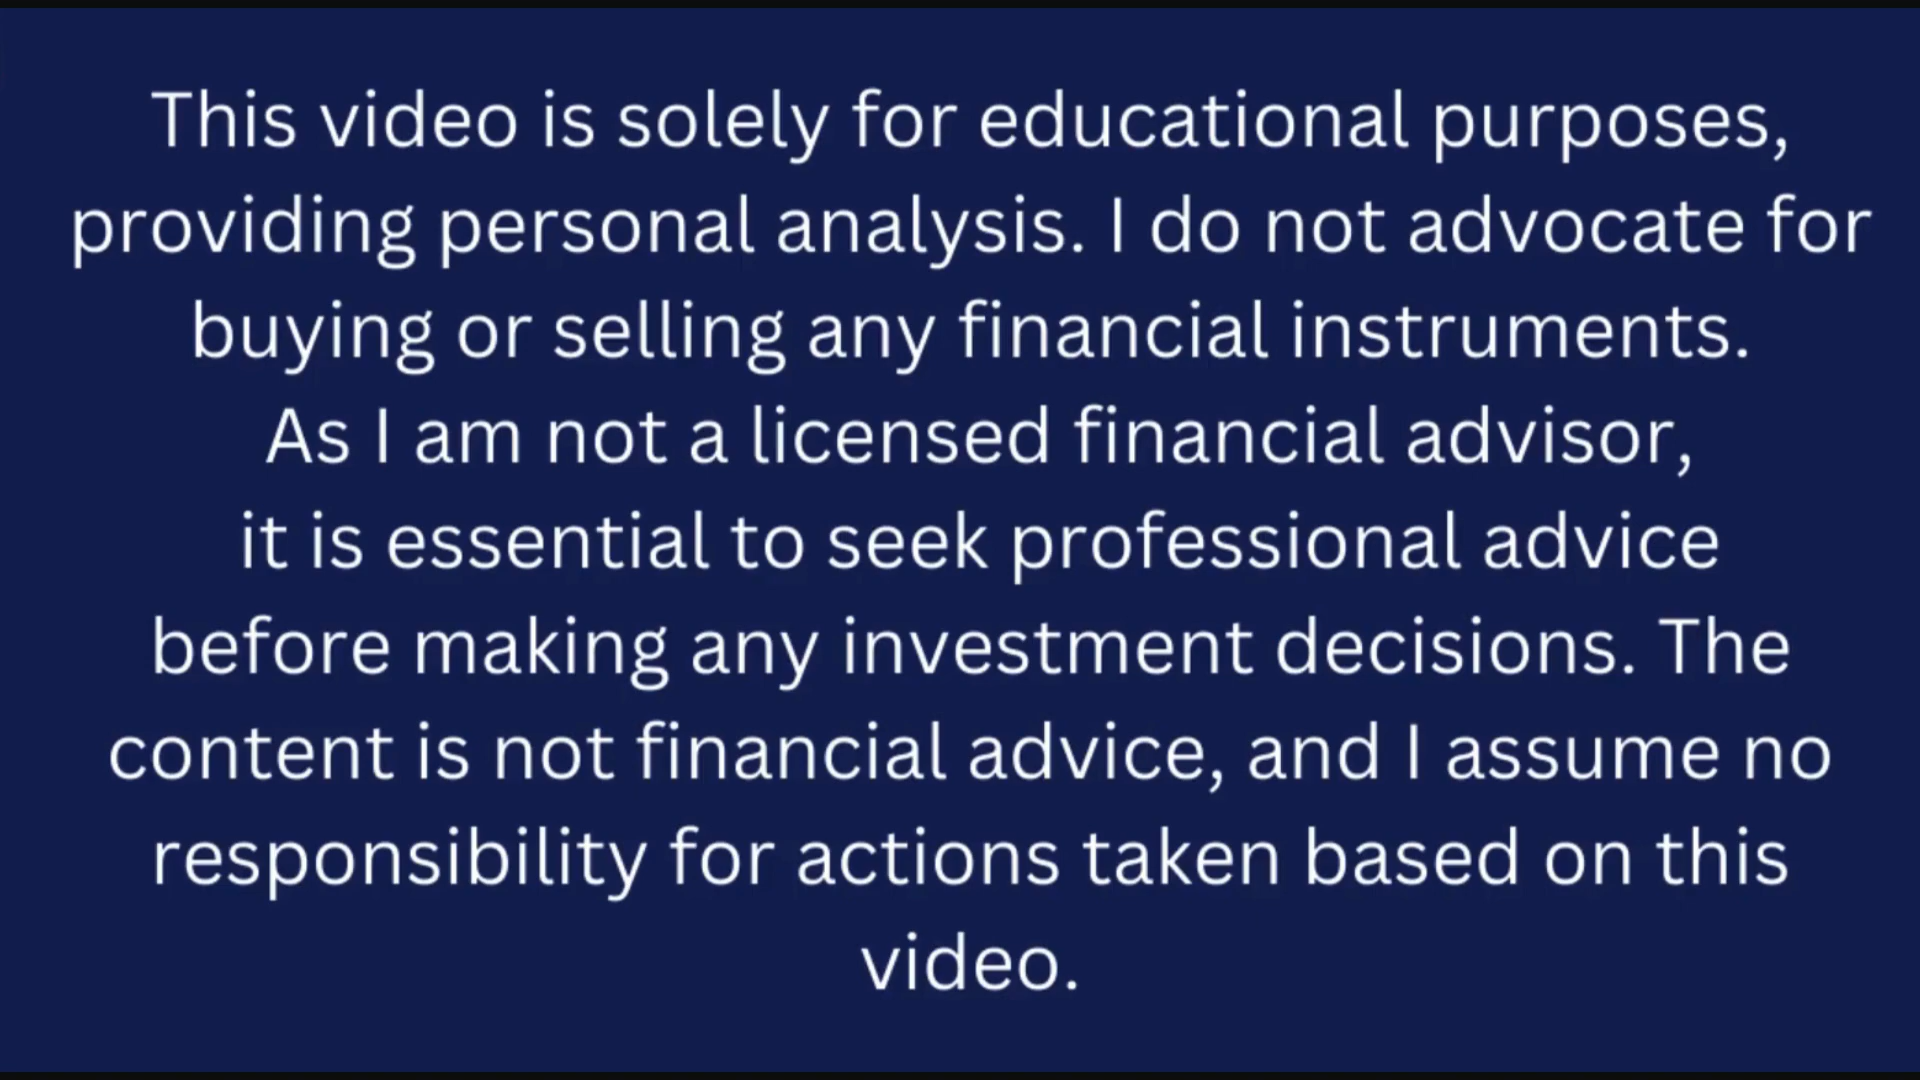 This video is solely for educational purposes,
providing personal analysis. I do not advocate for
buying or selling any financial instruments.
As I am not a licensed financial advisor,
it is essential to seek professional advice
before making any investment decisions. The
content is not financial advice, and I assume no
responsibility for actions taken based on this
video.